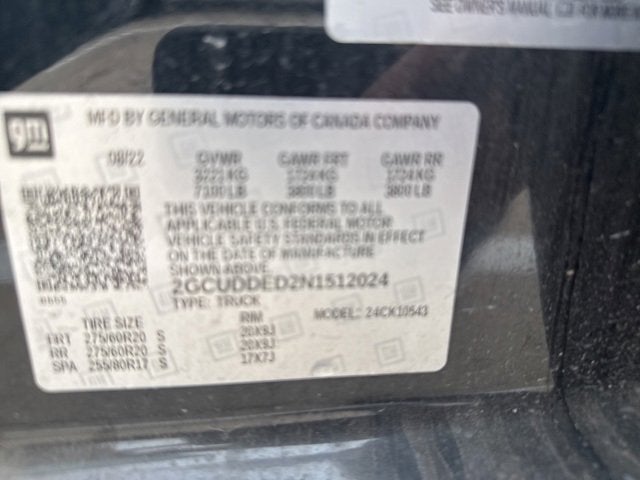 SEE OWNER'S MANUAL
gm
MFD BY GENERAL MOTORS OF CANADA COMPANY
08/22 GVWR GAWR FRT GAWR RR
3221 KG 1724 KG 1724 KG
7100 LB 3800 LB 3800 LB
THIS VEHICLE CONFORMS TO ALL
APPLICABLE U.S. FEDERAL MOTOR
VEHICLE SAFETY STANDARDS IN EFFECT
ON THE DATE OF MANUFACTURE
SHOWN ABOVE.
2GCUDDED2N1512024
TYPE: TRUCK MODEL: 24CK10543
TIRE SIZE RIM
FRT 275/60R20 S 20X9J
RR 275/60R20 S 20X9J
SPA 255/80R17 S 17X7J